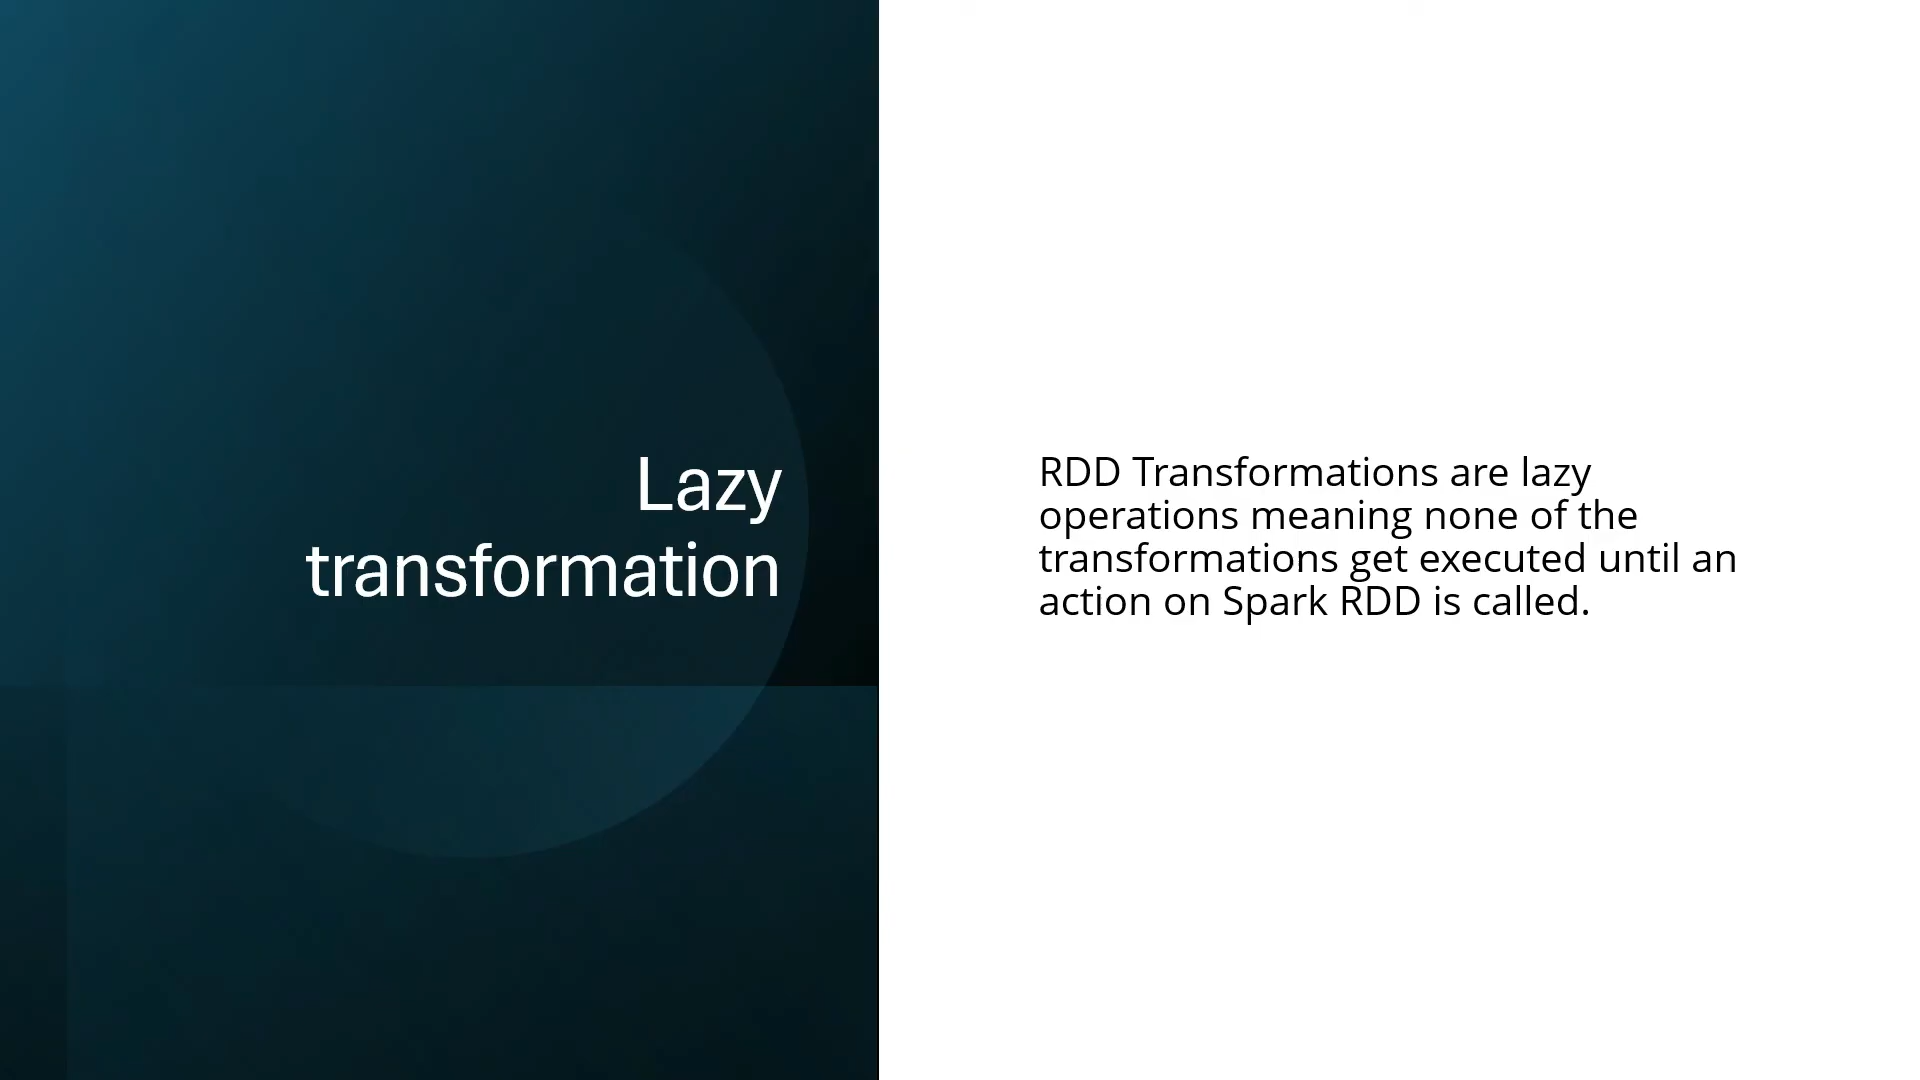 Lazy
transformation
RDD Transformations are lazy
operations meaning none of the
transformations get executed until an
action on Spark RDD is called.